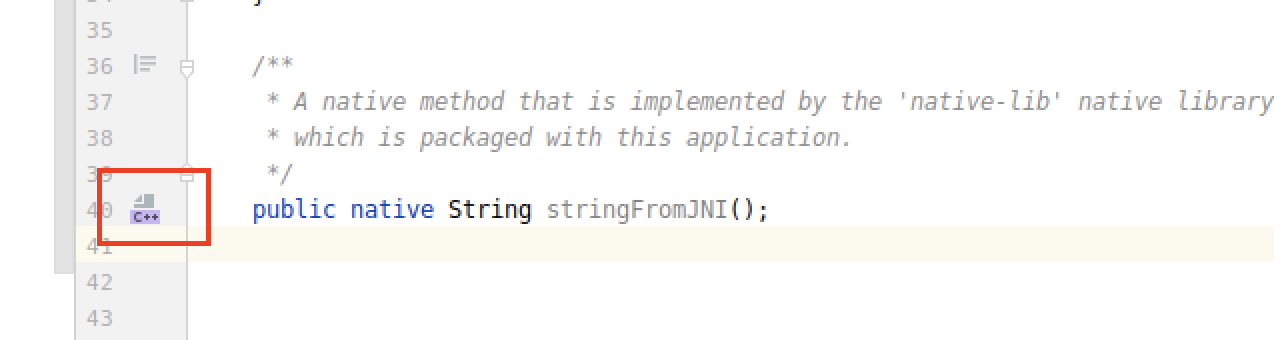 35
36 /**
37 * A native method that is implemented by the 'native-lib' native library
38 * which is packaged with this application.
39 */
40 C++ public native String stringFromJNI();
41
42
43